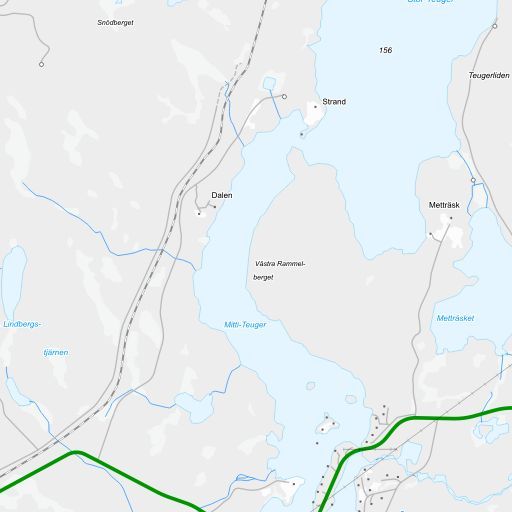 Stor-Teuger
Snödberget
156
Teugerliden
Strand
Dalen
Metträsk
Västra Rammel-
berget
Mitti-Teuger
Metträsket
Lindbergs-
tjärnen